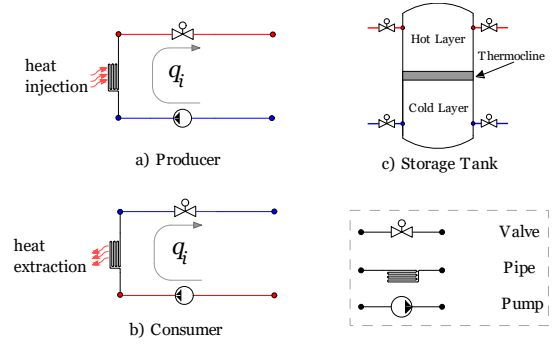 heat
injection
q_i
a) Producer
Hot Layer
Thermocline
Cold Layer
c) Storage Tank
heat
extraction
q_i
b) Consumer
Valve
Pipe
Pump